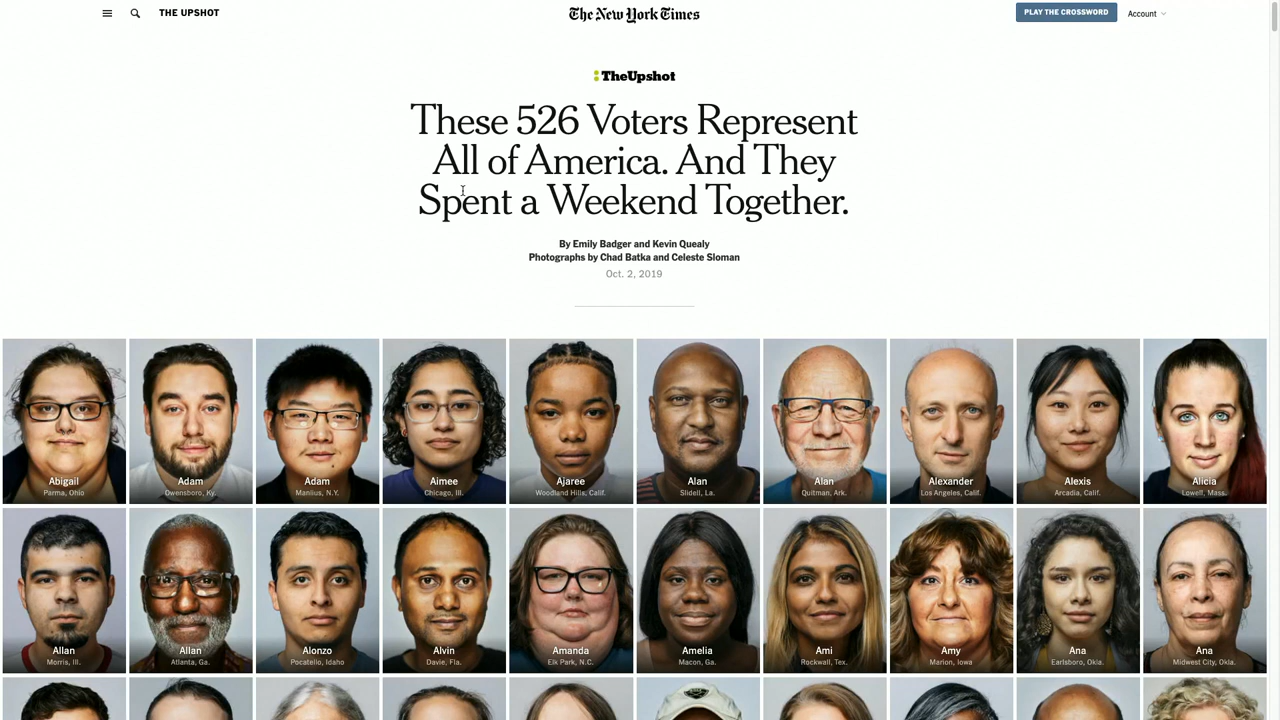 THE UPSHOT
The New York Times
PLAY THE CROSSWORD
Account
TheUpshot
These 526 Voters Represent
All of America. And They
Spent a Weekend Together.
By Emily Badger and Kevin Quealy
Photographs by Chad Batka and Celeste Sloman
Oct. 2, 2019
Abigail
Parma, Ohio
Adam
Owensboro, Ky.
Adam
Manlius, N.Y.
Aimee
Chicago, Ill.
Ajaree
Woodland Hills, Calif.
Alan
Slidell, La.
Alan
Quitman, Ark.
Alexander
Los Angeles, Calif.
Alexis
Arcadia, Calif.
Alicia
Lowell, Mass.
Allan
Morris, Ill.
Allan
Atlanta, Ga.
Alonzo
Pocatello, Idaho
Alvin
Davie, Fla.
Amanda
Elk Park, N.C.
Amelia
Macon, Ga.
Ami
Rockwall, Tex.
Amy
Marion, Iowa
Ana
Earlsboro, Okla.
Ana
Midwest City, Okla.